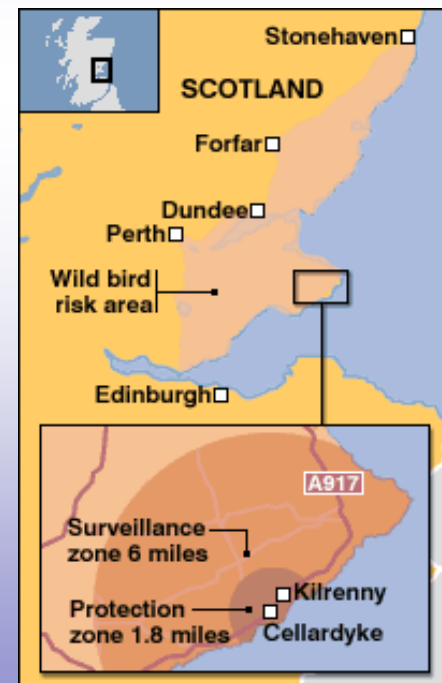 Stonehaven
SCOTLAND
Forfar
Dundee
Perth
Wild bird
risk area
Edinburgh
A917
Surveillance
zone 6 miles
Kilrenny
Protection
zone 1.8 miles
Cellardyke